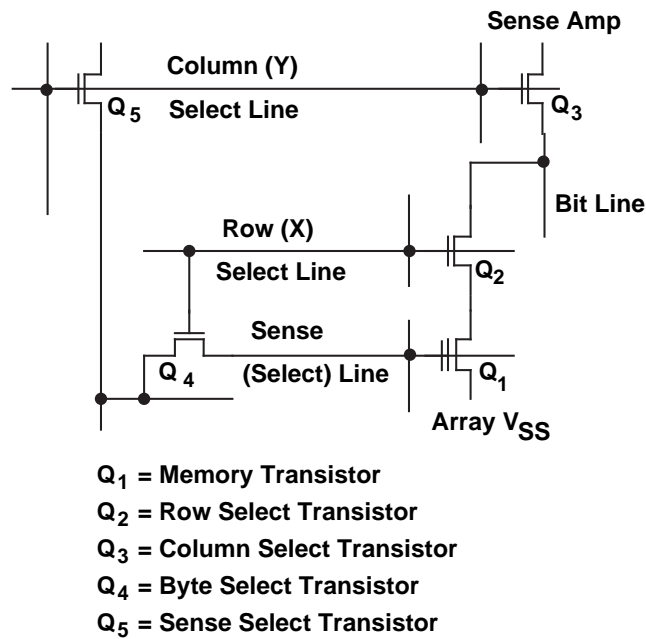 Sense Amp
Column (Y)
Q5
Select Line
Q3
Bit Line
Row (X)
Select Line
Q2
Sense
Q4
(Select) Line
Q1
Array VSS
Q1 = Memory Transistor
Q2 = Row Select Transistor
Q3 = Column Select Transistor
Q4 = Byte Select Transistor
Q5 = Sense Select Transistor